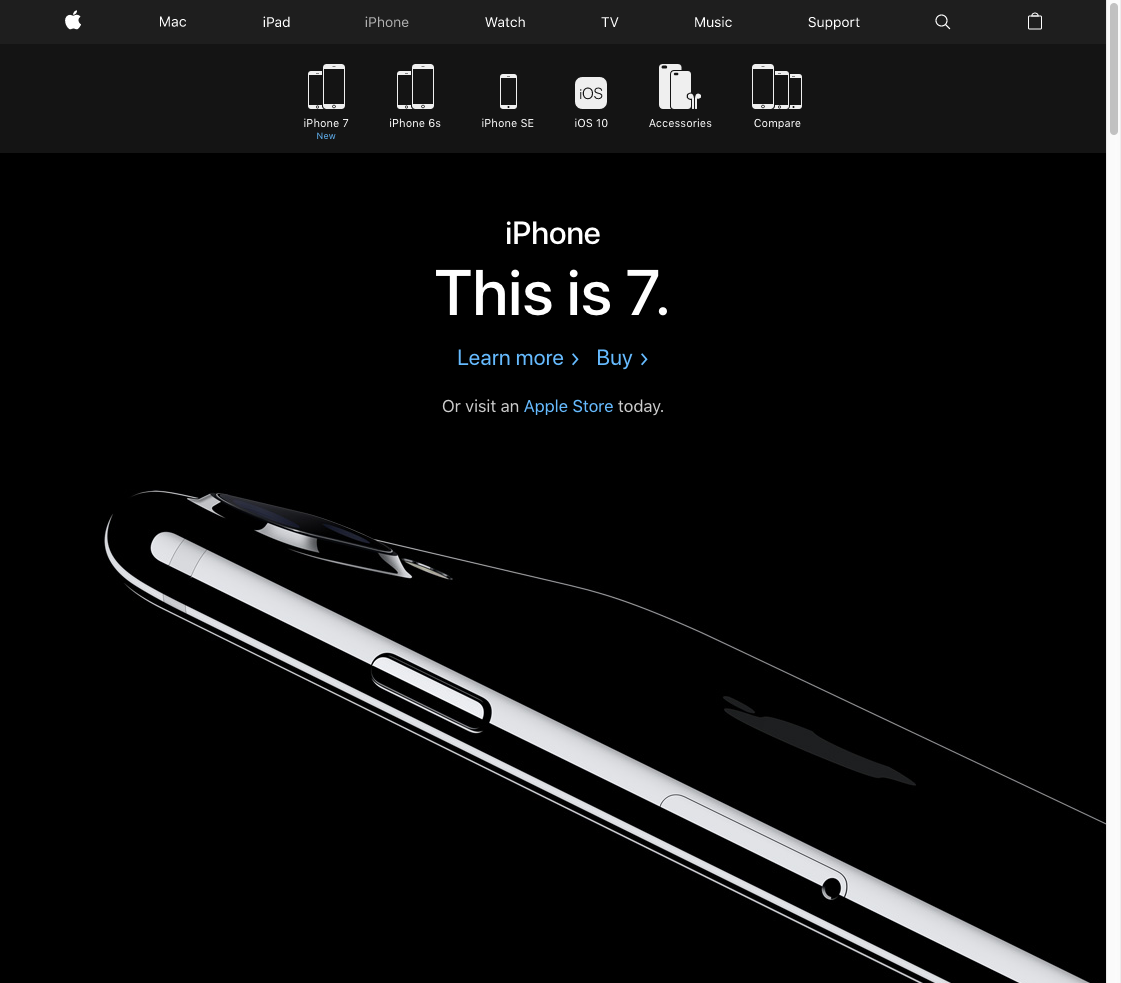 Mac iPad iPhone Watch TV Music Support
iPhone 7 iPhone 6s iPhone SE iOS iOS 10 Accessories Compare
New
iPhone
This is 7.
Learn more › Buy ›
Or visit an Apple Store today.